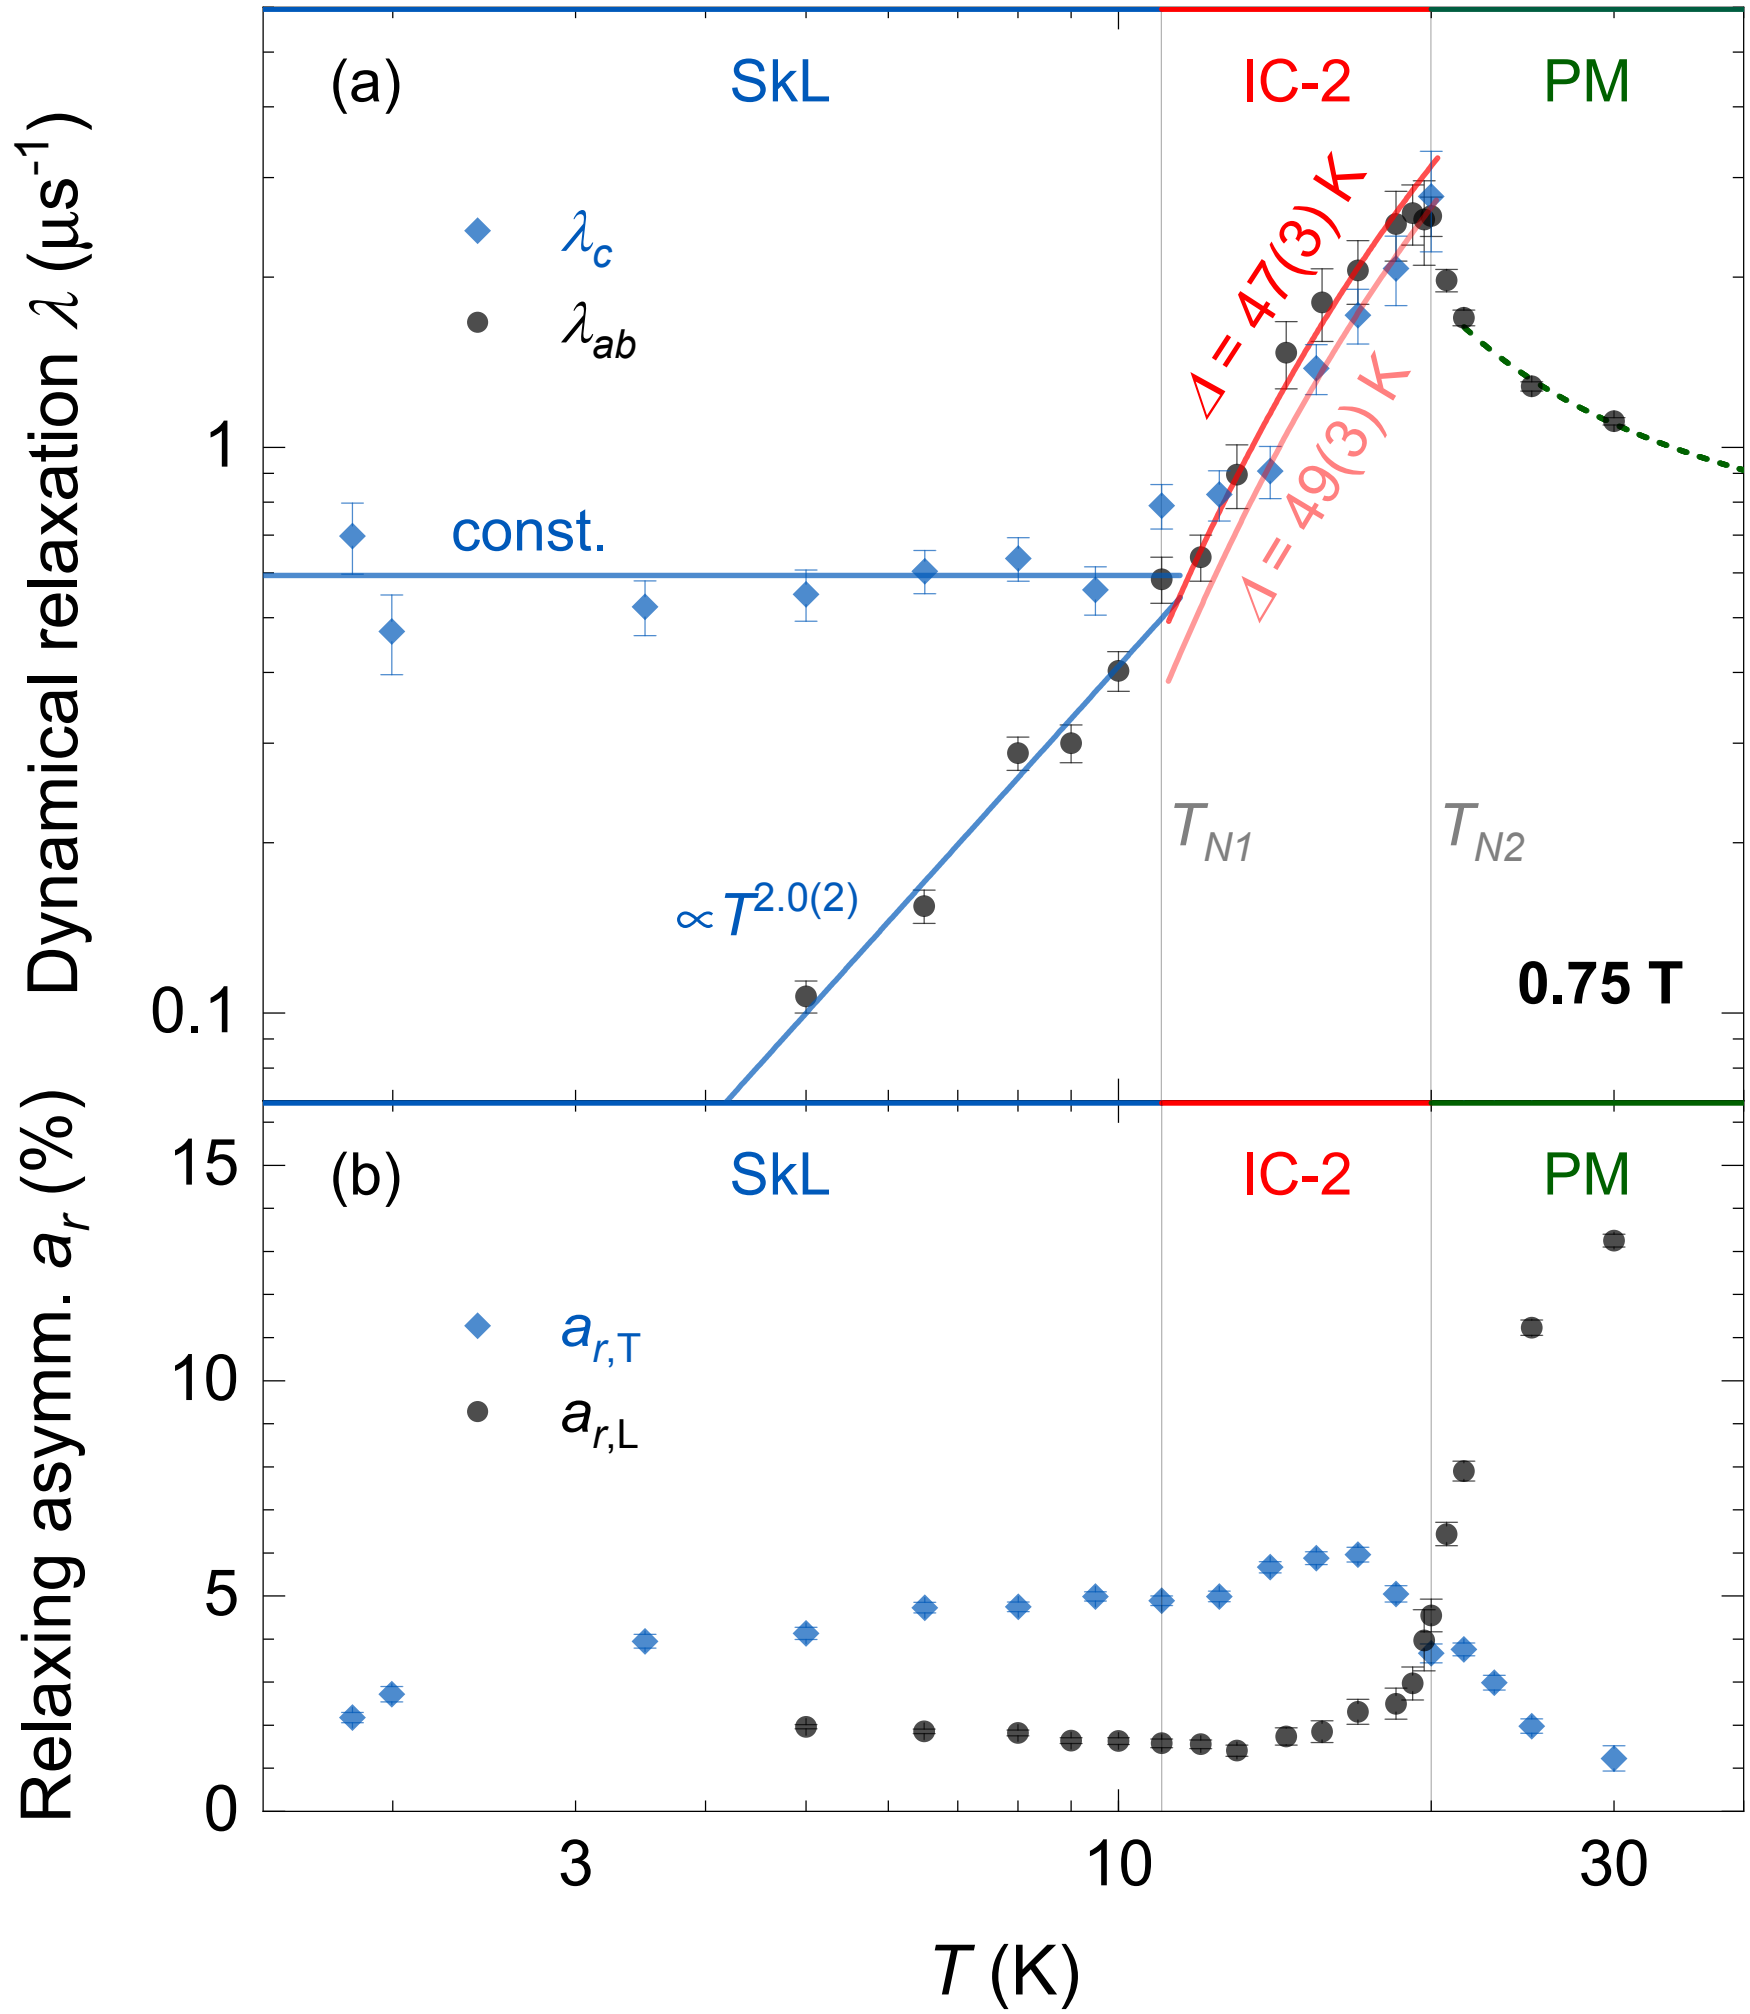 (a) SkL IC-2 PM
Dynamical relaxation λ (μs⁻¹)
λc
λab
Δ = 47(3) K
Δ = 49(3) K
1
const.
TN1 TN2
∝T2.0(2)
0.75 T
0.1
(b) SkL IC-2 PM
Relaxing asymm. ar (%)
15
ar,T
10
ar,L
5
0
3 10 30
T (K)